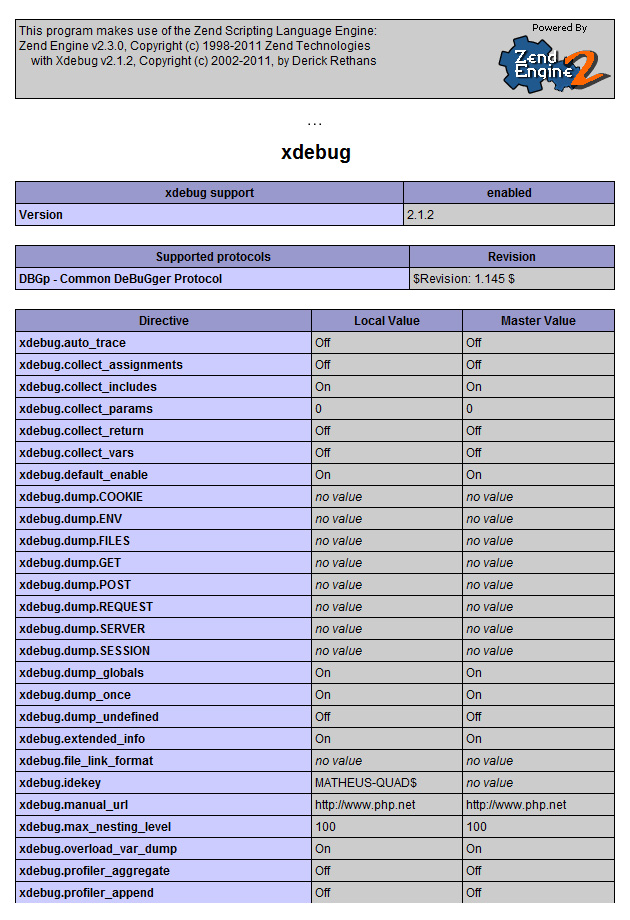 This program makes use of the Zend Scripting Language Engine:
Zend Engine v2.3.0, Copyright (c) 1998-2011 Zend Technologies
with Xdebug v2.1.2, Copyright (c) 2002-2011, by Derick Rethans
Powered By
Zend
Engine 2
...
xdebug
xdebug support enabled
Version 2.1.2
Supported protocols Revision
DBGp - Common DeBuGger Protocol $Revision: 1.145 $
Directive Local Value Master Value
xdebug.auto_trace Off Off
xdebug.collect_assignments Off Off
xdebug.collect_includes On On
xdebug.collect_params 0 0
xdebug.collect_return Off Off
xdebug.collect_vars Off Off
xdebug.default_enable On On
xdebug.dump.COOKIE no value no value
xdebug.dump.ENV no value no value
xdebug.dump.FILES no value no value
xdebug.dump.GET no value no value
xdebug.dump.POST no value no value
xdebug.dump.REQUEST no value no value
xdebug.dump.SERVER no value no value
xdebug.dump.SESSION no value no value
xdebug.dump_globals On On
xdebug.dump_once On On
xdebug.dump_undefined Off Off
xdebug.extended_info On On
xdebug.file_link_format no value no value
xdebug.idekey MATHEUS-QUAD$ no value
xdebug.manual_url http://www.php.net http://www.php.net
xdebug.max_nesting_level 100 100
xdebug.overload_var_dump On On
xdebug.profiler_aggregate Off Off
xdebug.profiler_append Off Off